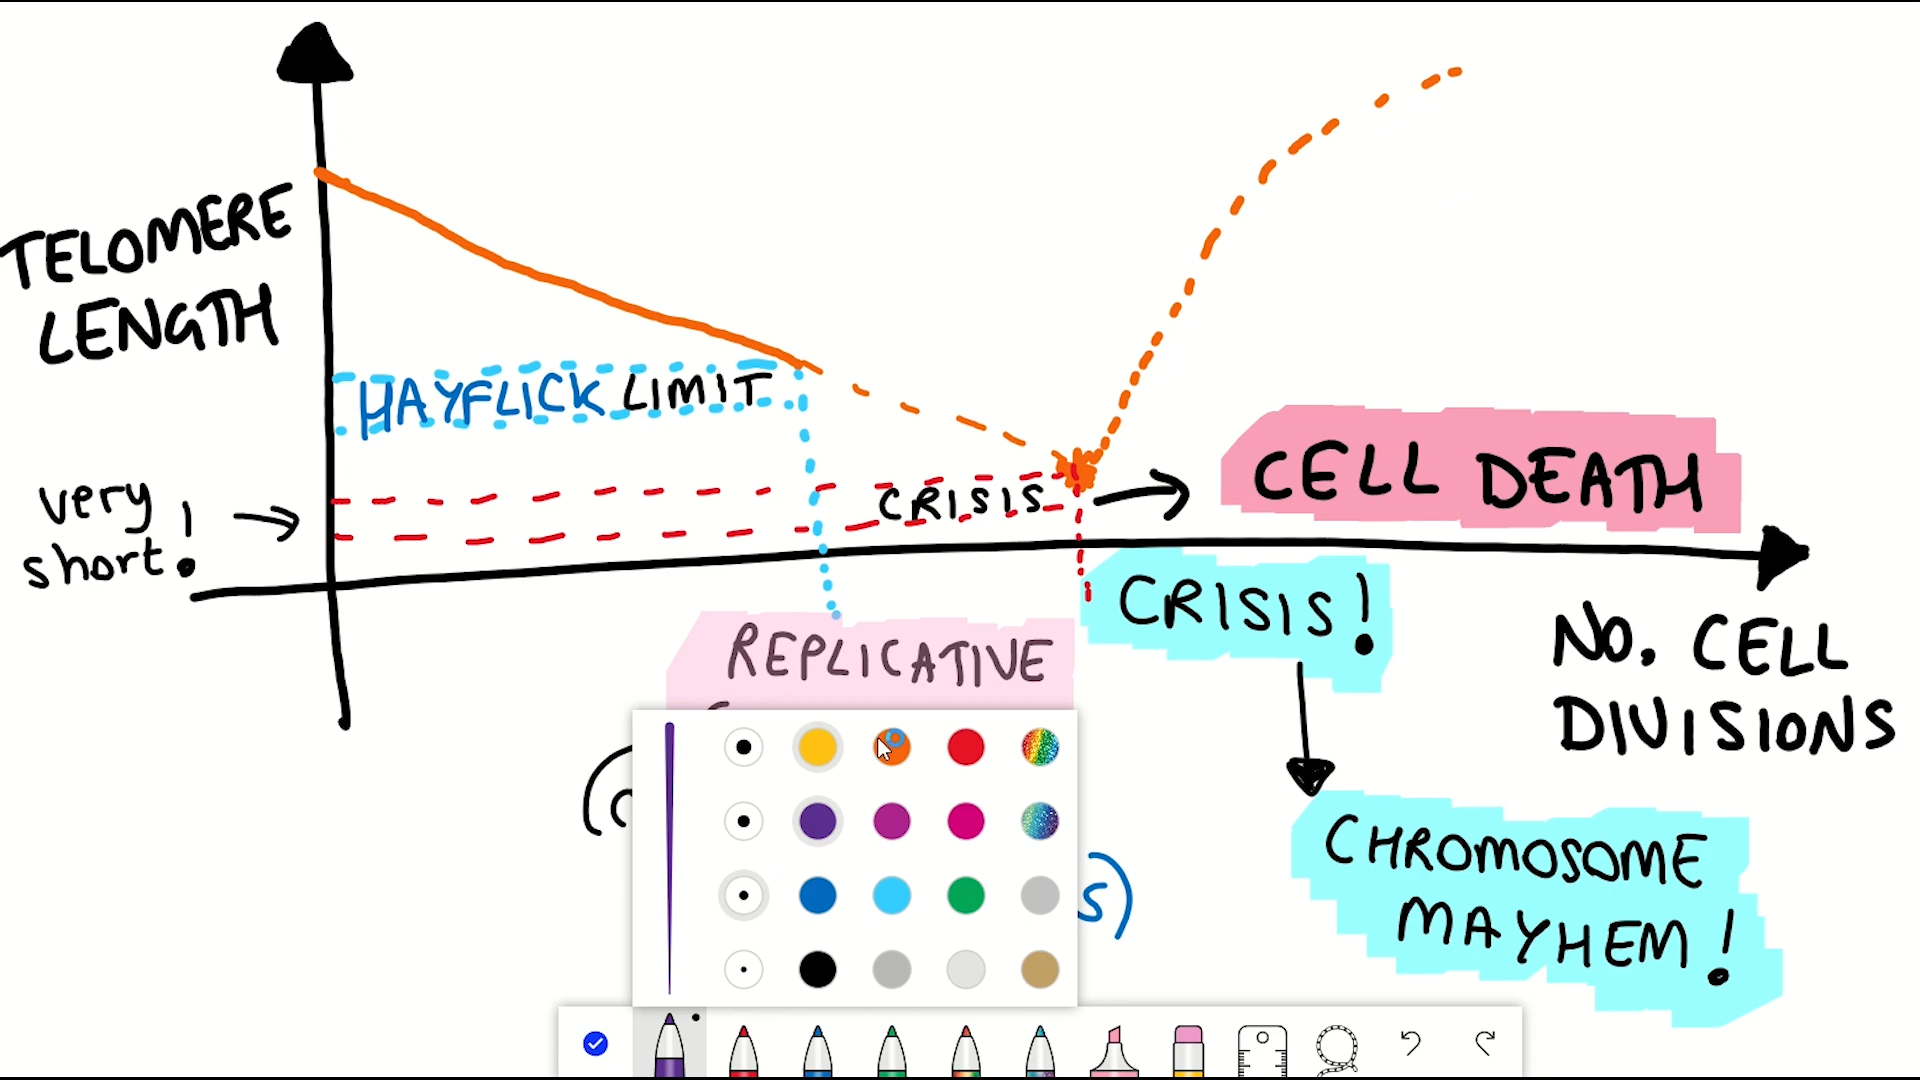 TELOMERE
LENGTH
HAYFLICK LIMIT
very
short!
CRISIS
CELL DEATH
CRISIS!
REPLICATIVE
No. CELL
DIVISIONS
CHROMOSOME
MAYHEM!
s)